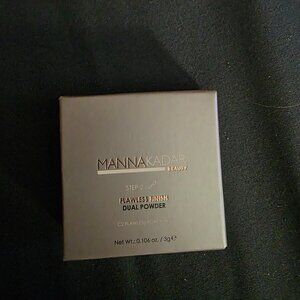 MANNAKADAR
BEAUTY
STEP 2
FLAWLESS FINISH
DUAL POWDER
Net Wt.: 0.106 oz. / 3g ℮